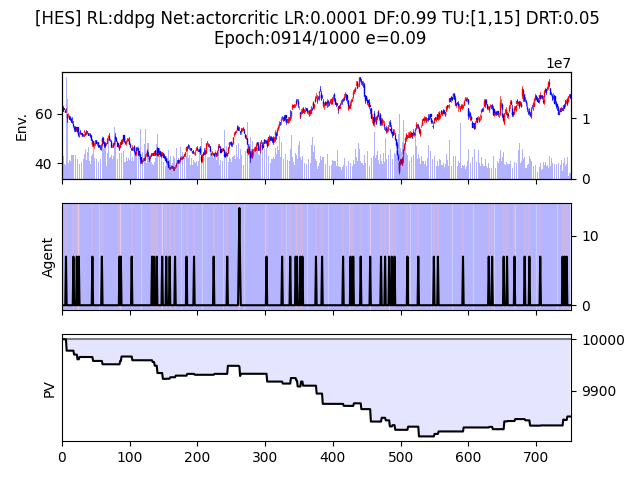 [HES] RL:ddpg Net:actorcritic LR:0.0001 DF:0.99 TU:[1,15] DRT:0.05
Epoch:0914/1000 e=0.09
1e7
Env.
60
40
1
0
Agent
10
0
PV
10000
9900
0 100 200 300 400 500 600 700